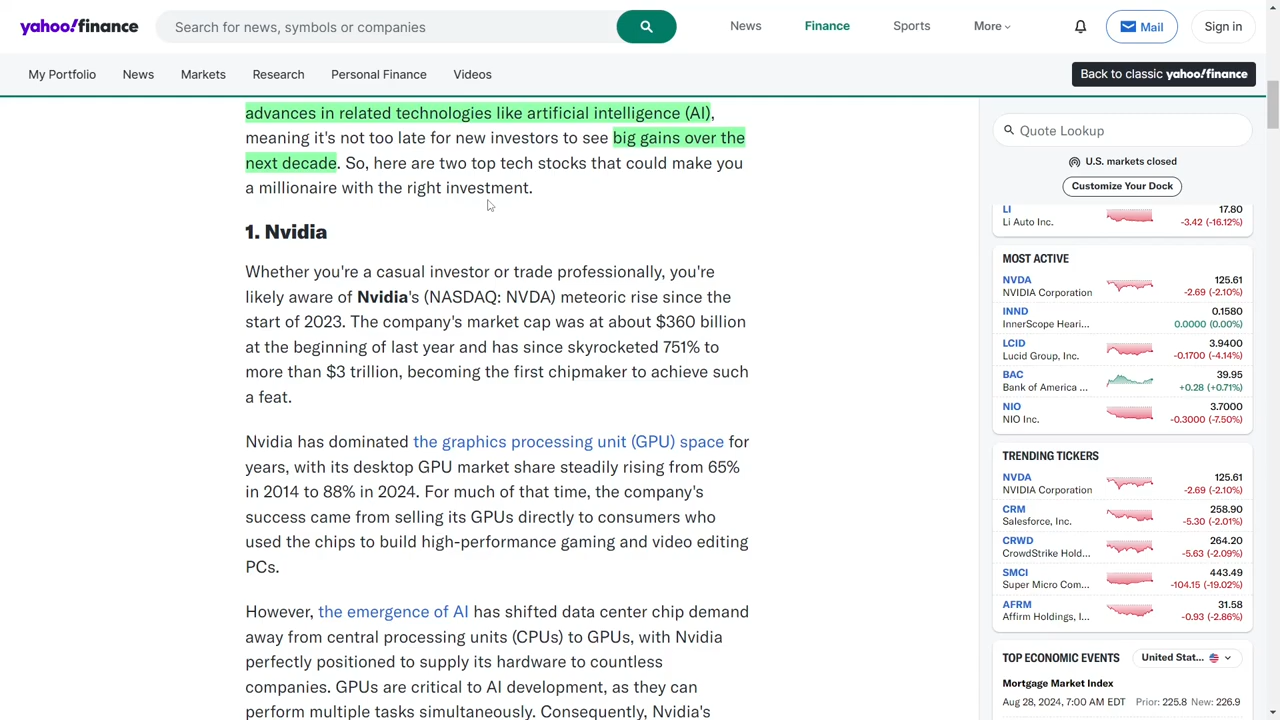 yahoo!finance
Search for news, symbols or companies
News
Finance
Sports
More
Mail
Sign in
My Portfolio
News
Markets
Research
Personal Finance
Videos
Back to classic yahoo!finance
advances in related technologies like artificial intelligence (AI),
meaning it's not too late for new investors to see big gains over the
next decade. So, here are two top tech stocks that could make you
a millionaire with the right investment.
1. Nvidia
Whether you're a casual investor or trade professionally, you're
likely aware of Nvidia's (NASDAQ: NVDA) meteoric rise since the
start of 2023. The company's market cap was at about $360 billion
at the beginning of last year and has since skyrocketed 751% to
more than $3 trillion, becoming the first chipmaker to achieve such
a feat.
Nvidia has dominated the graphics processing unit (GPU) space for
years, with its desktop GPU market share steadily rising from 65%
in 2014 to 88% in 2024. For much of that time, the company's
success came from selling its GPUs directly to consumers who
used the chips to build high-performance gaming and video editing
PCs.
However, the emergence of AI has shifted data center chip demand
away from central processing units (CPUs) to GPUs, with Nvidia
perfectly positioned to supply its hardware to countless
companies. GPUs are critical to AI development, as they can
perform multiple tasks simultaneously. Consequently, Nvidia's
Quote Lookup
U.S. markets closed
Customize Your Dock
LI 17.80
Li Auto Inc. -3.42 (-16.12%)
MOST ACTIVE
NVDA 125.61
NVIDIA Corporation -2.69 (-2.10%)
INND 0.1580
InnerScope Heari... 0.0000 (0.00%)
LCID 3.9400
Lucid Group, Inc. -0.1700 (-4.14%)
BAC 39.95
Bank of America ... +0.28 (+0.71%)
NIO 3.7000
NIO Inc. -0.3000 (-7.50%)
TRENDING TICKERS
NVDA 125.61
NVIDIA Corporation -2.69 (-2.10%)
CRM 258.90
Salesforce, Inc. -5.30 (-2.01%)
CRWD 264.20
CrowdStrike Hold... -5.63 (-2.09%)
SMCI 443.49
Super Micro Com... -104.15 (-19.02%)
AFRM 31.58
Affirm Holdings, I... -0.93 (-2.86%)
TOP ECONOMIC EVENTS United Stat...
Mortgage Market Index
Aug 28, 2024, 7:00 AM EDT Prior: 225.8 New: 226.9